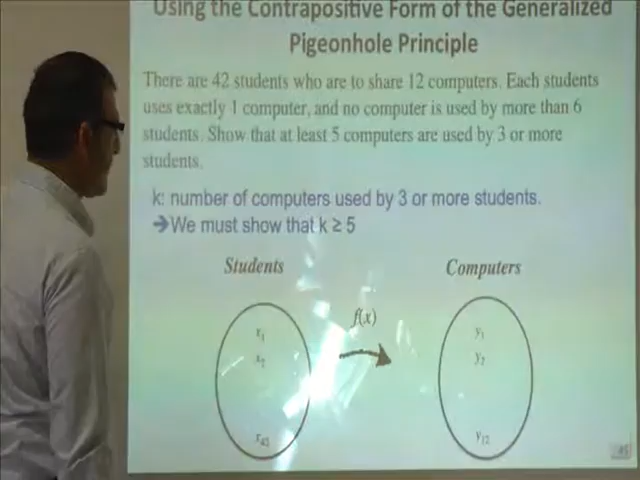 Using the Contrapositive Form of the Generalized
Pigeonhole Principle
There are 42 students who are to share 12 computers. Each students
uses exactly 1 computer, and no computer is used by more than 6
students. Show that at least 5 computers are used by 3 or more
students.
k: number of computers used by 3 or more students.
➔We must show that k ≥ 5
Students Computers
f(x)
x₁ y₁
x₂ y₂
x₄₂ y₁₂